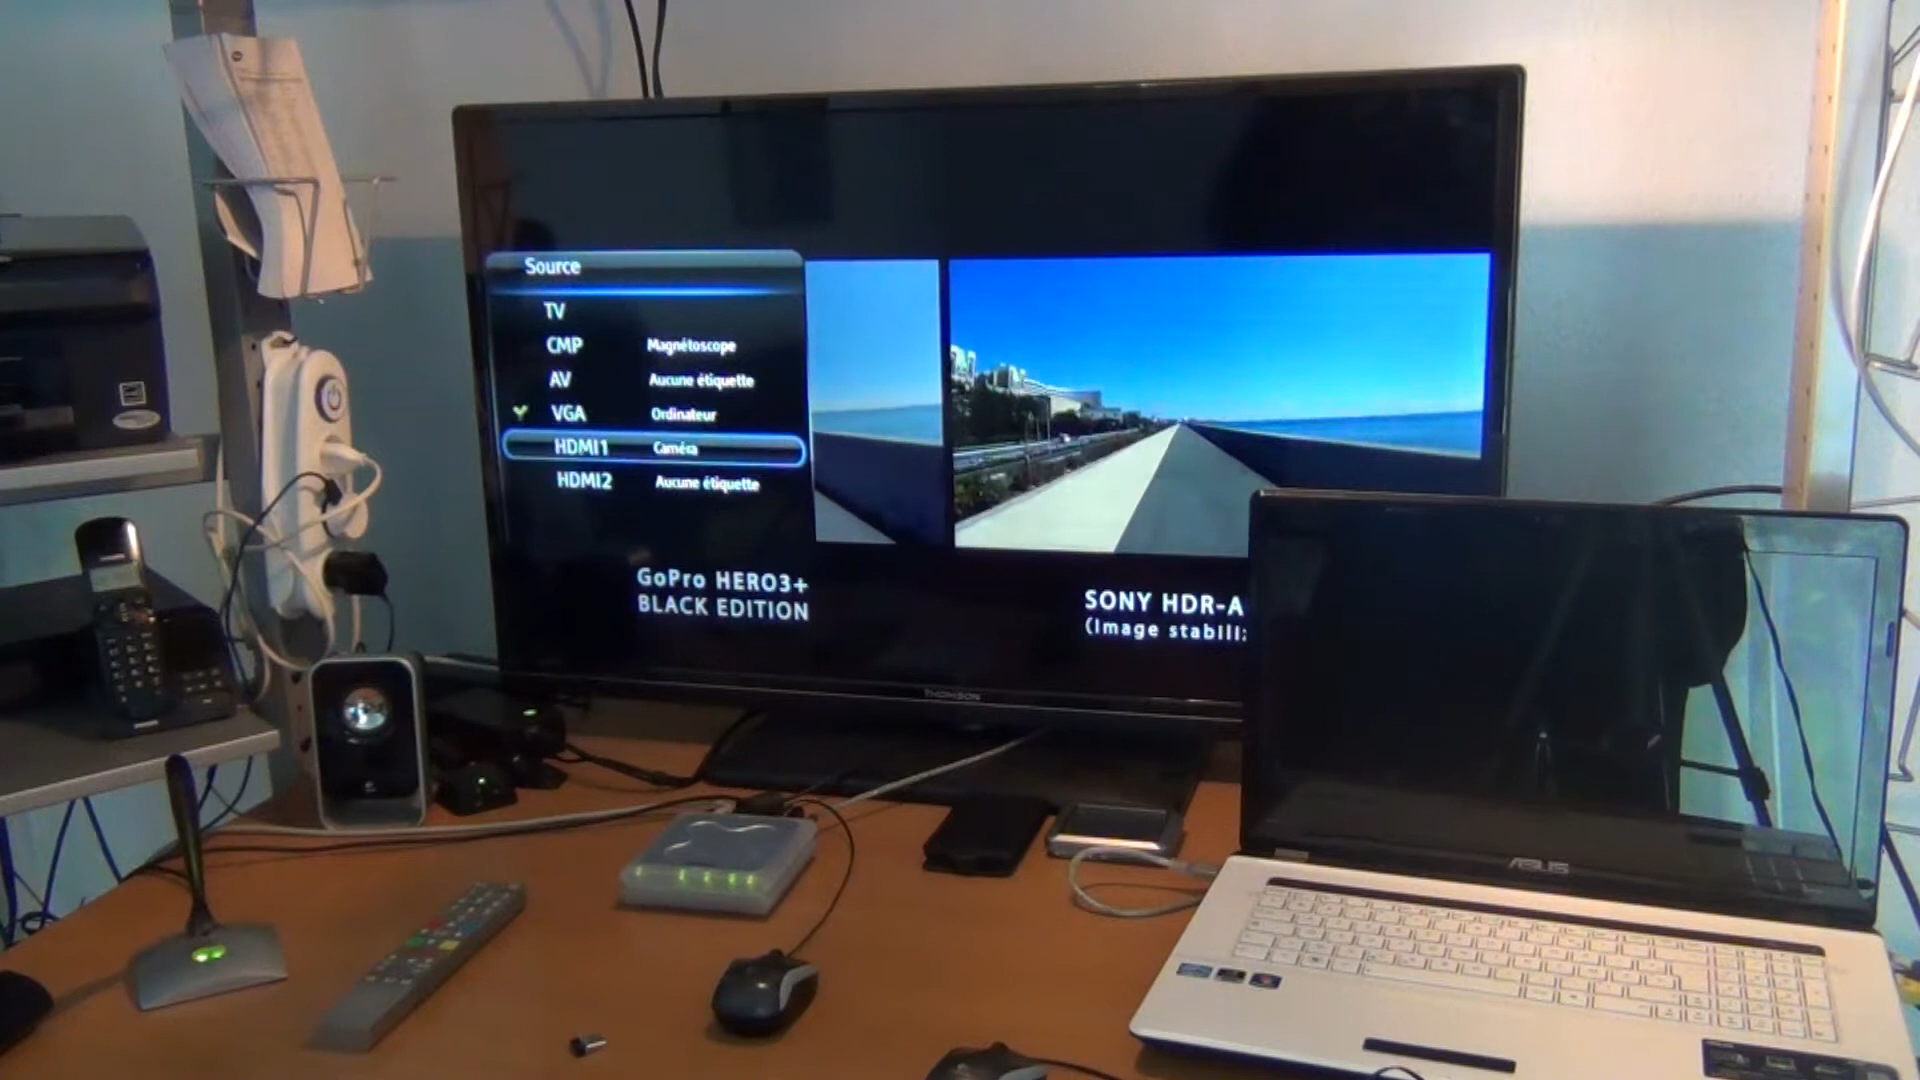 Source
TV
CMP Magnétoscope
AV Aucune étiquette
VGA Ordinateur
HDMI1 Caméra
HDMI2 Aucune étiquette
GoPro HERO3+
BLACK EDITION
SONY HDR-A
(Image stabili
THOMSON
ASUS